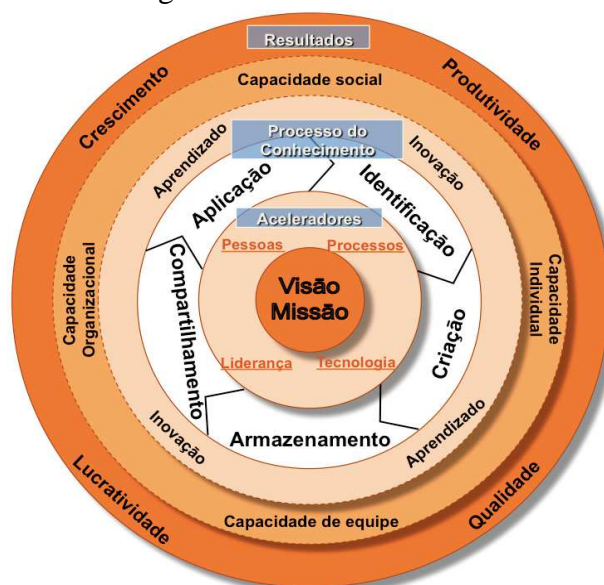 Resultados
Crescimento
Produtividade
Capacidade social
Aprendizado
Processo do
Conhecimento
Inovação
Aplicação
Identificação
Aceleradores
Pessoas
Processos
Visão
Missão
Capacidade
Organizacional
Compartilhamento
Capacidade
Individual
Criação
Liderança
Tecnologia
Inovação
Armazenamento
Aprendizado
Lucratividade
Capacidade de equipe
Qualidade